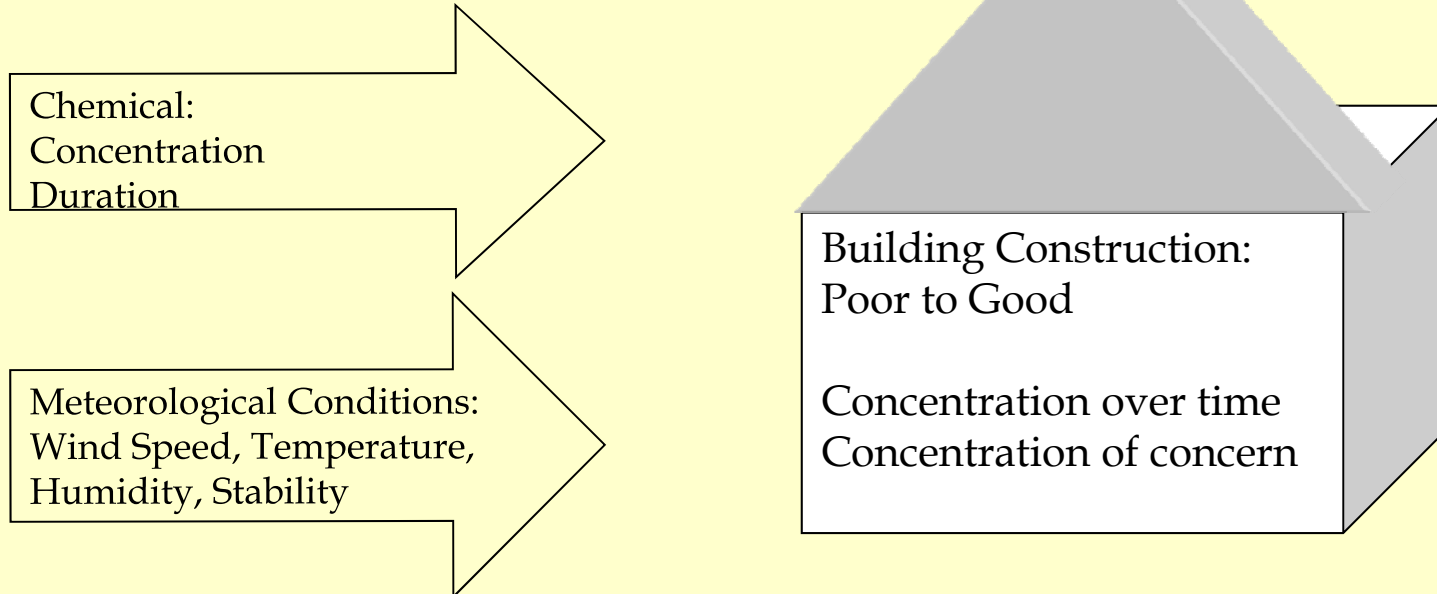 Chemical:
Concentration
Duration
Meteorological Conditions:
Wind Speed, Temperature,
Humidity, Stability
Building Construction:
Poor to Good
Concentration over time
Concentration of concern